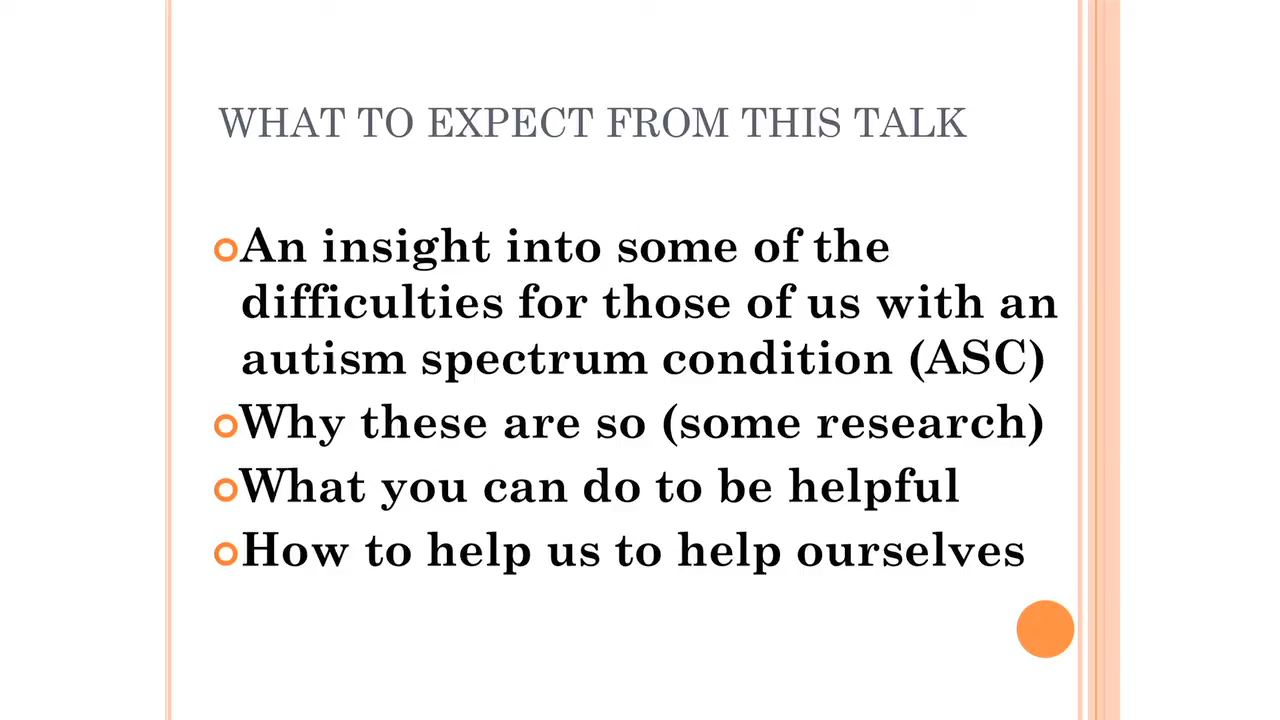 WHAT TO EXPECT FROM THIS TALK
An insight into some of the
difficulties for those of us with an
autism spectrum condition (ASC)
Why these are so (some research)
What you can do to be helpful
How to help us to help ourselves